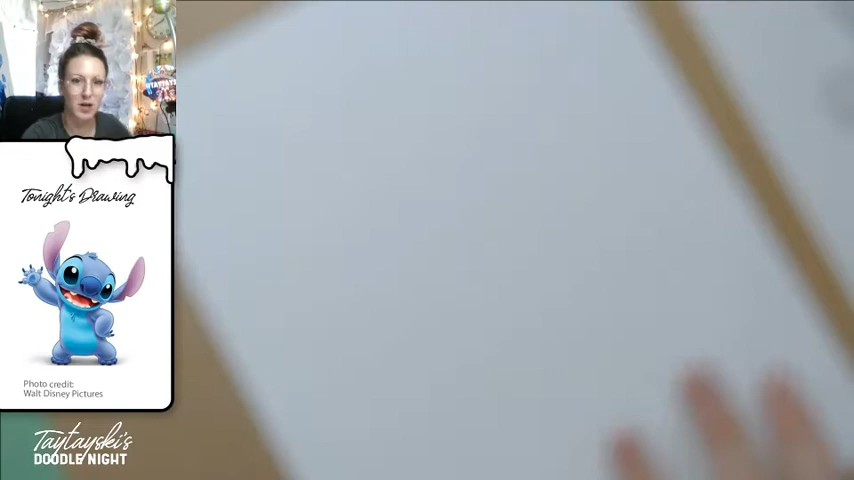 Tonight's Drawing
Photo credit:
Walt Disney Pictures
Taytayski's
DOODLE NIGHT